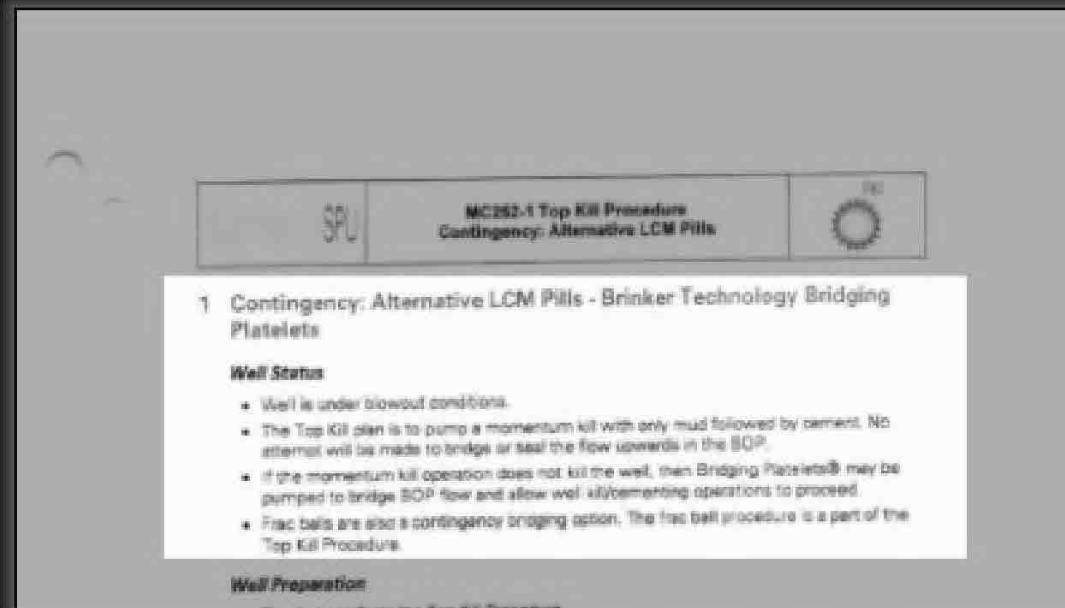 SPU
MC252-1 Top Kill Procedure
Contingency: Alternative LCM Pills
1 Contingency: Alternative LCM Pills - Brinker Technology Bridging
Platelets
Well Status
• Well is under blowout conditions.
• The Top Kill plan is to pump a momentum kill with only mud followed by cement. No
attempt will be made to bridge or seal the flow upwards in the BOP.
• If the momentum kill operation does not kill the well, then Bridging Platelets® may be
pumped to bridge BOP flow and allow well kill/cementing operations to proceed.
• Frac balls are also a contingency bridging option. The frac ball procedure is a part of the
Top Kill Procedure.
Well Preparation